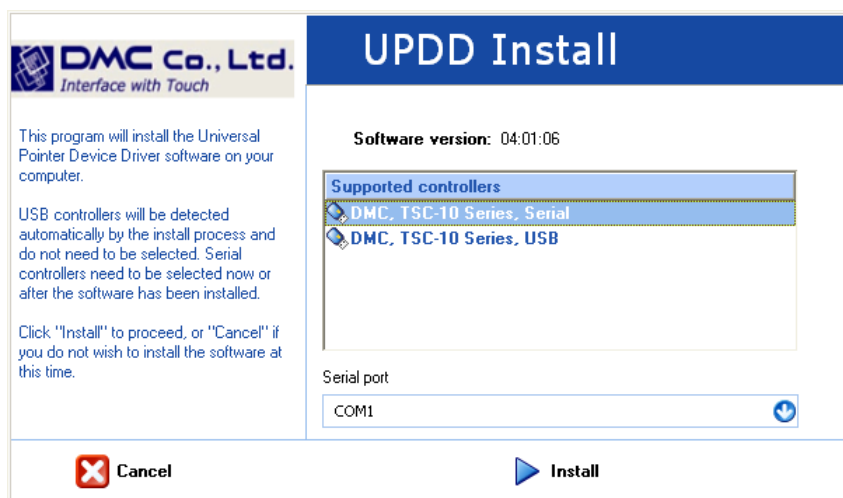 DMC Co., Ltd.
Interface with Touch
UPDD Install
This program will install the Universal
Pointer Device Driver software on your
computer.
USB controllers will be detected
automatically by the install process and
do not need to be selected. Serial
controllers need to be selected now or
after the software has been installed.
Click "Install" to proceed, or "Cancel" if
you do not wish to install the software at
this time.
Software version: 04:01:06
Supported controllers
DMC, TSC-10 Series, Serial
DMC, TSC-10 Series, USB
Serial port
COM1
Cancel
Install